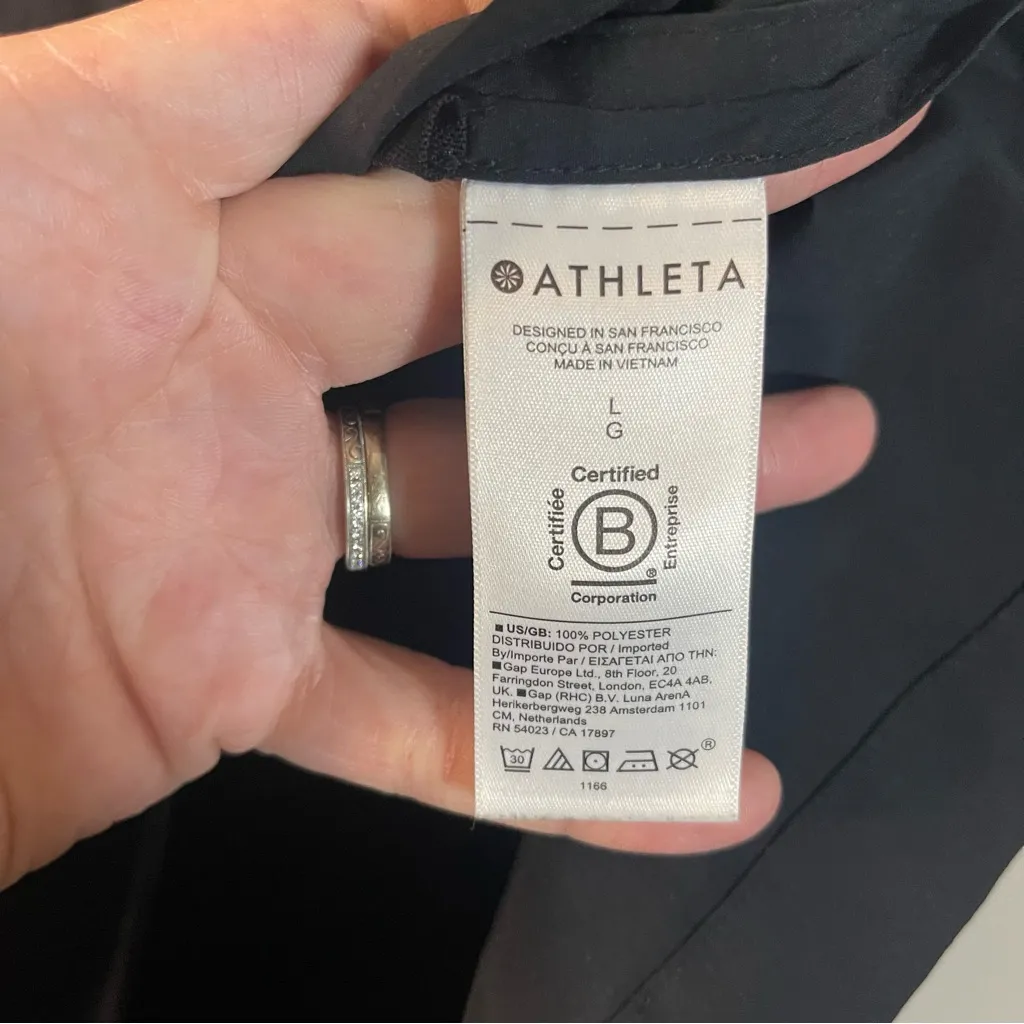 ATHLETA
DESIGNED IN SAN FRANCISCO
CONÇU À SAN FRANCISCO
MADE IN VIETNAM
L
G
Certified
Certifiée
B
Entreprise
®
Corporation
■ US/GB: 100% POLYESTER
DISTRIBUIDO POR / Imported
By/Importe Par / ΕΙΣΑΓΕΤΑΙ ΑΠΟ ΤΗΝ:
■ Gap Europe Ltd., 8th Floor, 20
Farringdon Street, London, EC4A 4AB,
UK. ■ Gap (RHC) B.V. Luna ArenA
Herikerbergweg 238 Amsterdam 1101
CM, Netherlands
RN 54023 / CA 17897
30
®
1166